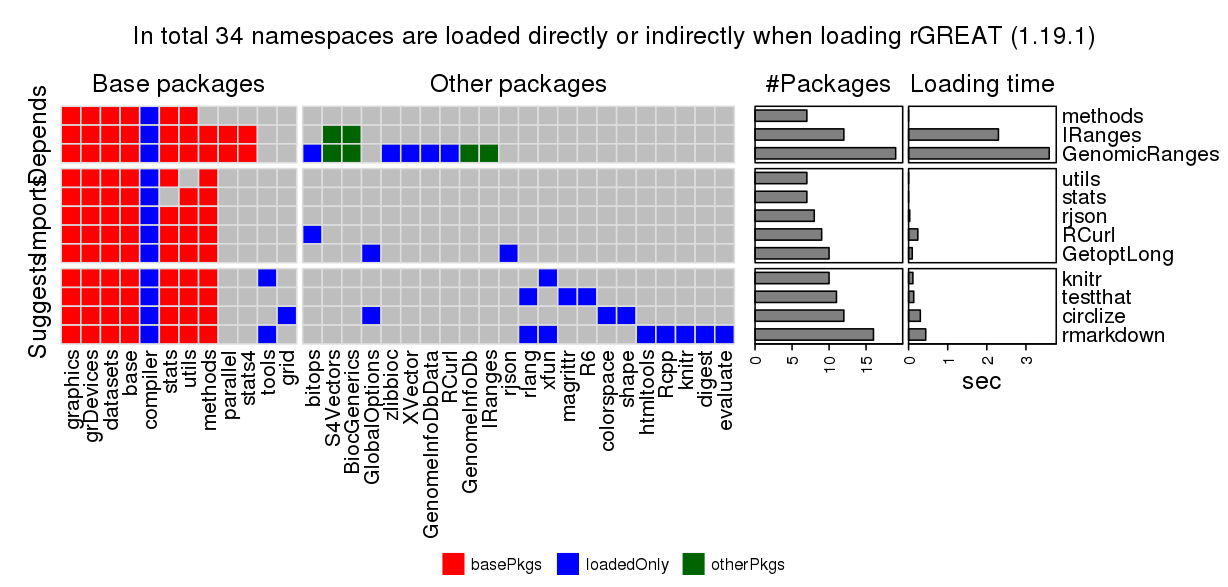 In total 34 namespaces are loaded directly or indirectly when loading rGREAT (1.19.1)
Base packages
Other packages
#Packages
Loading time
Depends
Imports
Suggests
methods
IRanges
GenomicRanges
utils
stats
rjson
RCurl
GetoptLong
knitr
testthat
circlize
rmarkdown
graphics
grDevices
datasets
base
compiler
stats
utils
methods
parallel
stats4
tools
grid
bitops
S4Vectors
BiocGenerics
GlobalOptions
zlibbioc
XVector
GenomeInfoDbData
RCurl
GenomeInfoDb
IRanges
rjson
rlang
xfun
magrittr
R6
colorspace
shape
htmltools
Rcpp
knitr
digest
evaluate
0 5 10 15
0 1 2 3
sec
basePkgs
loadedOnly
otherPkgs